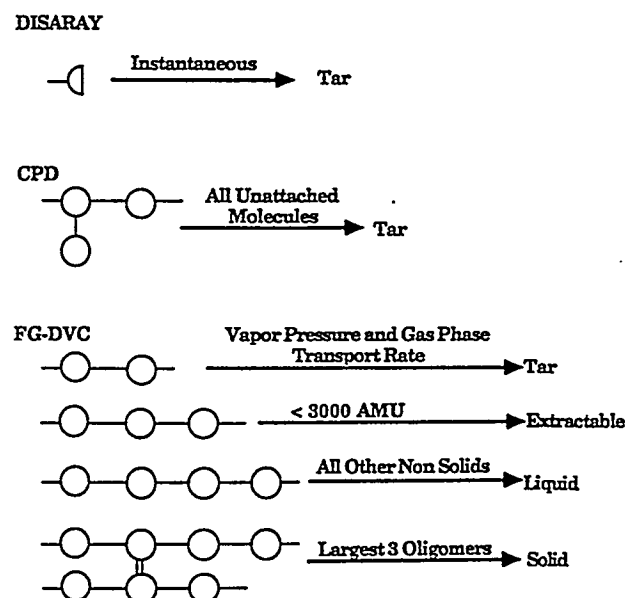 DISARAY
Instantaneous
Tar
CPD
All Unattached
Molecules
Tar
FG-DVC
Vapor Pressure and Gas Phase
Transport Rate
Tar
< 3000 AMU
Extractable
All Other Non Solids
Liquid
Largest 3 Oligomers
Solid